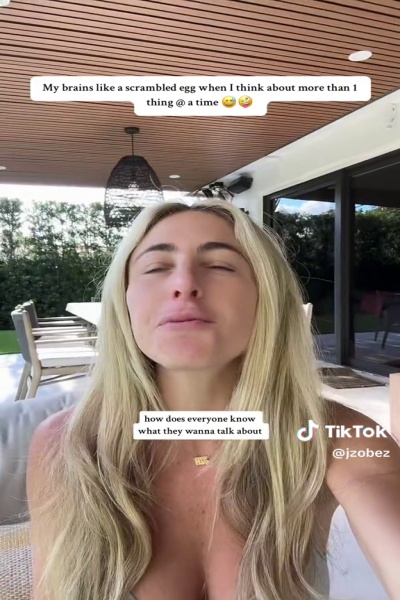 My brains like a scrambled egg when I think about more than 1
thing @ a time 😅🤪
how does everyone know
what they wanna talk about
TikTok
@jzobez